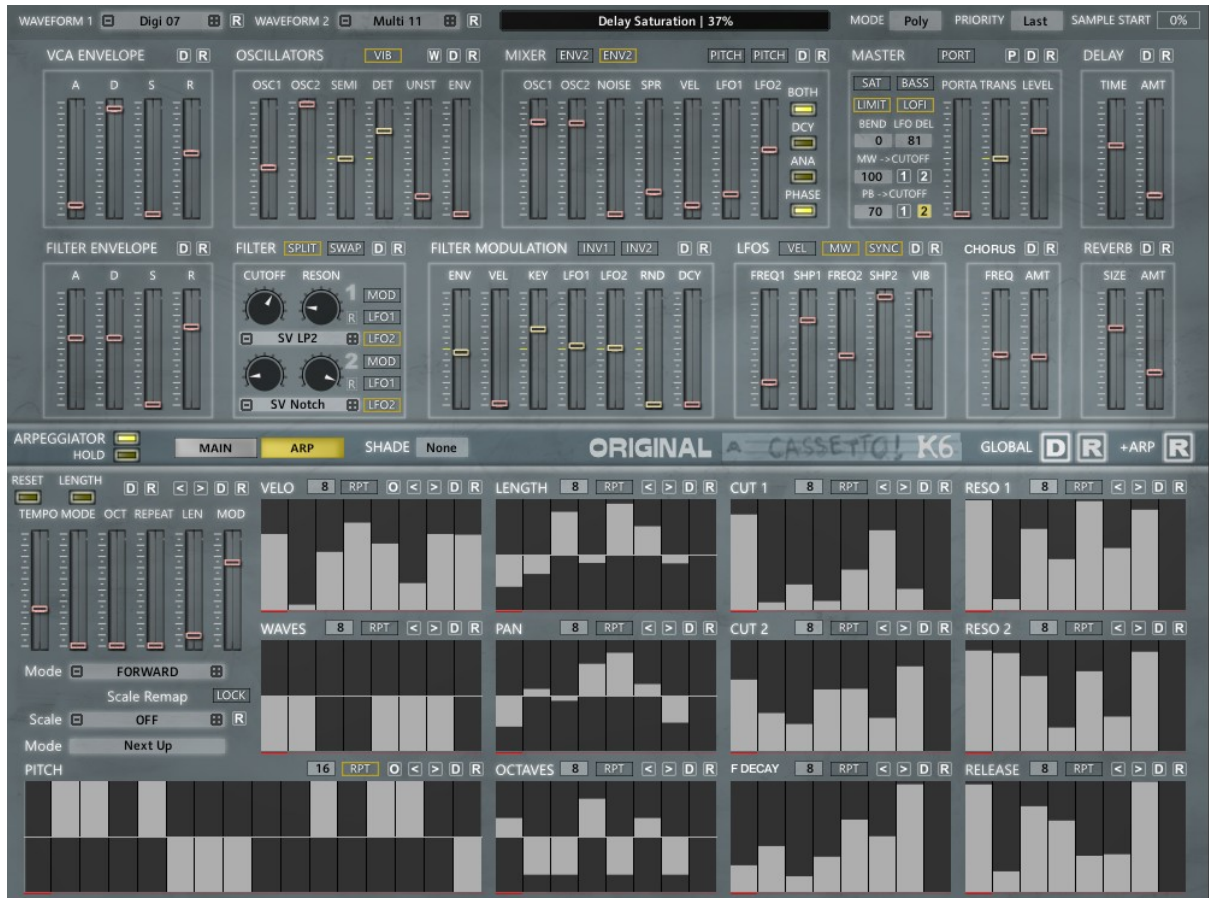 WAVEFORM 1 Digi 07 R WAVEFORM 2 Multi 11 R Delay Saturation | 37% MODE Poly PRIORITY Last SAMPLE START 0%
VCA ENVELOPE D R OSCILLATORS VIB W D R MIXER ENV2 ENV2 PITCH PITCH D R MASTER PORT P D R DELAY D R
A D S R OSC1 OSC2 SEMI DET UNST ENV OSC1 OSC2 NOISE SPR VEL LFO1 LFO2 BOTH SAT BASS PORTA TRANS LEVEL TIME AMT
LIMIT LOFI
DCY BEND LFO DEL
0 81
ANA MW ->CUTOFF
100 1 2
PHASE PB ->CUTOFF
70 1 2
FILTER ENVELOPE D R FILTER SPLIT SWAP D R FILTER MODULATION INV1 INV2 D R LFOS VEL MW SYNC D R CHORUS D R REVERB D R
A D S R CUTOFF RESON ENV VEL KEY LFO1 LFO2 RND DCY FREQ1 SHP1 FREQ2 SHP2 VIB FREQ AMT SIZE AMT
1 MOD
R LFO1
SV LP2 LFO2
2 MOD
R LFO1
SV Notch LFO2
ARPEGGIATOR
HOLD
MAIN ARP SHADE None ORIGINAL A CASSETTO! K6 GLOBAL D R +ARP R
RESET LENGTH D R < > D R VELO 8 RPT O < > D R LENGTH 8 RPT < > D R CUT 1 8 RPT < > D R RESO 1 8 RPT < > D R
TEMPO MODE OCT REPEAT LEN MOD
WAVES 8 RPT < > D R PAN 8 RPT < > D R CUT 2 8 RPT < > D R RESO 2 8 RPT < > D R
Mode FORWARD
Scale Remap LOCK
Scale OFF R
Mode Next Up
PITCH 16 RPT O < > D R OCTAVES 8 RPT < > D R F DECAY 8 RPT < > D R RELEASE 8 RPT < > D R